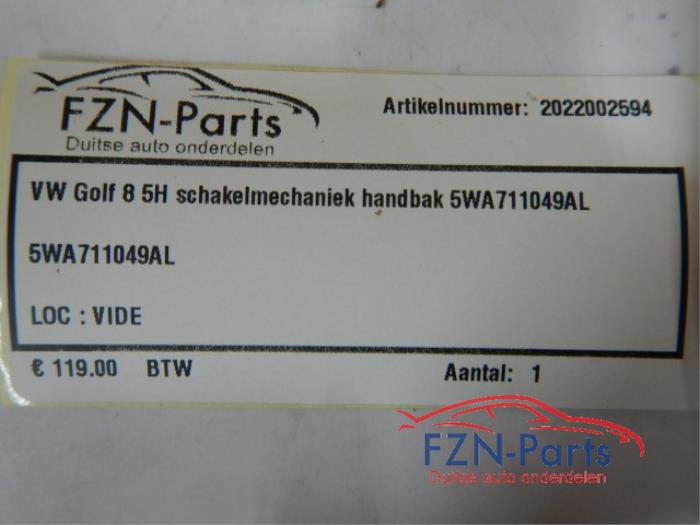 FZN-Parts
Duitse auto onderdelen
Artikelnummer: 2022002594
VW Golf 8 5H schakelmechaniek handbak 5WA711049AL
5WA711049AL
LOC : VIDE
€ 119.00 BTW
Aantal: 1
FZN-Parts
Duitse auto onderdelen